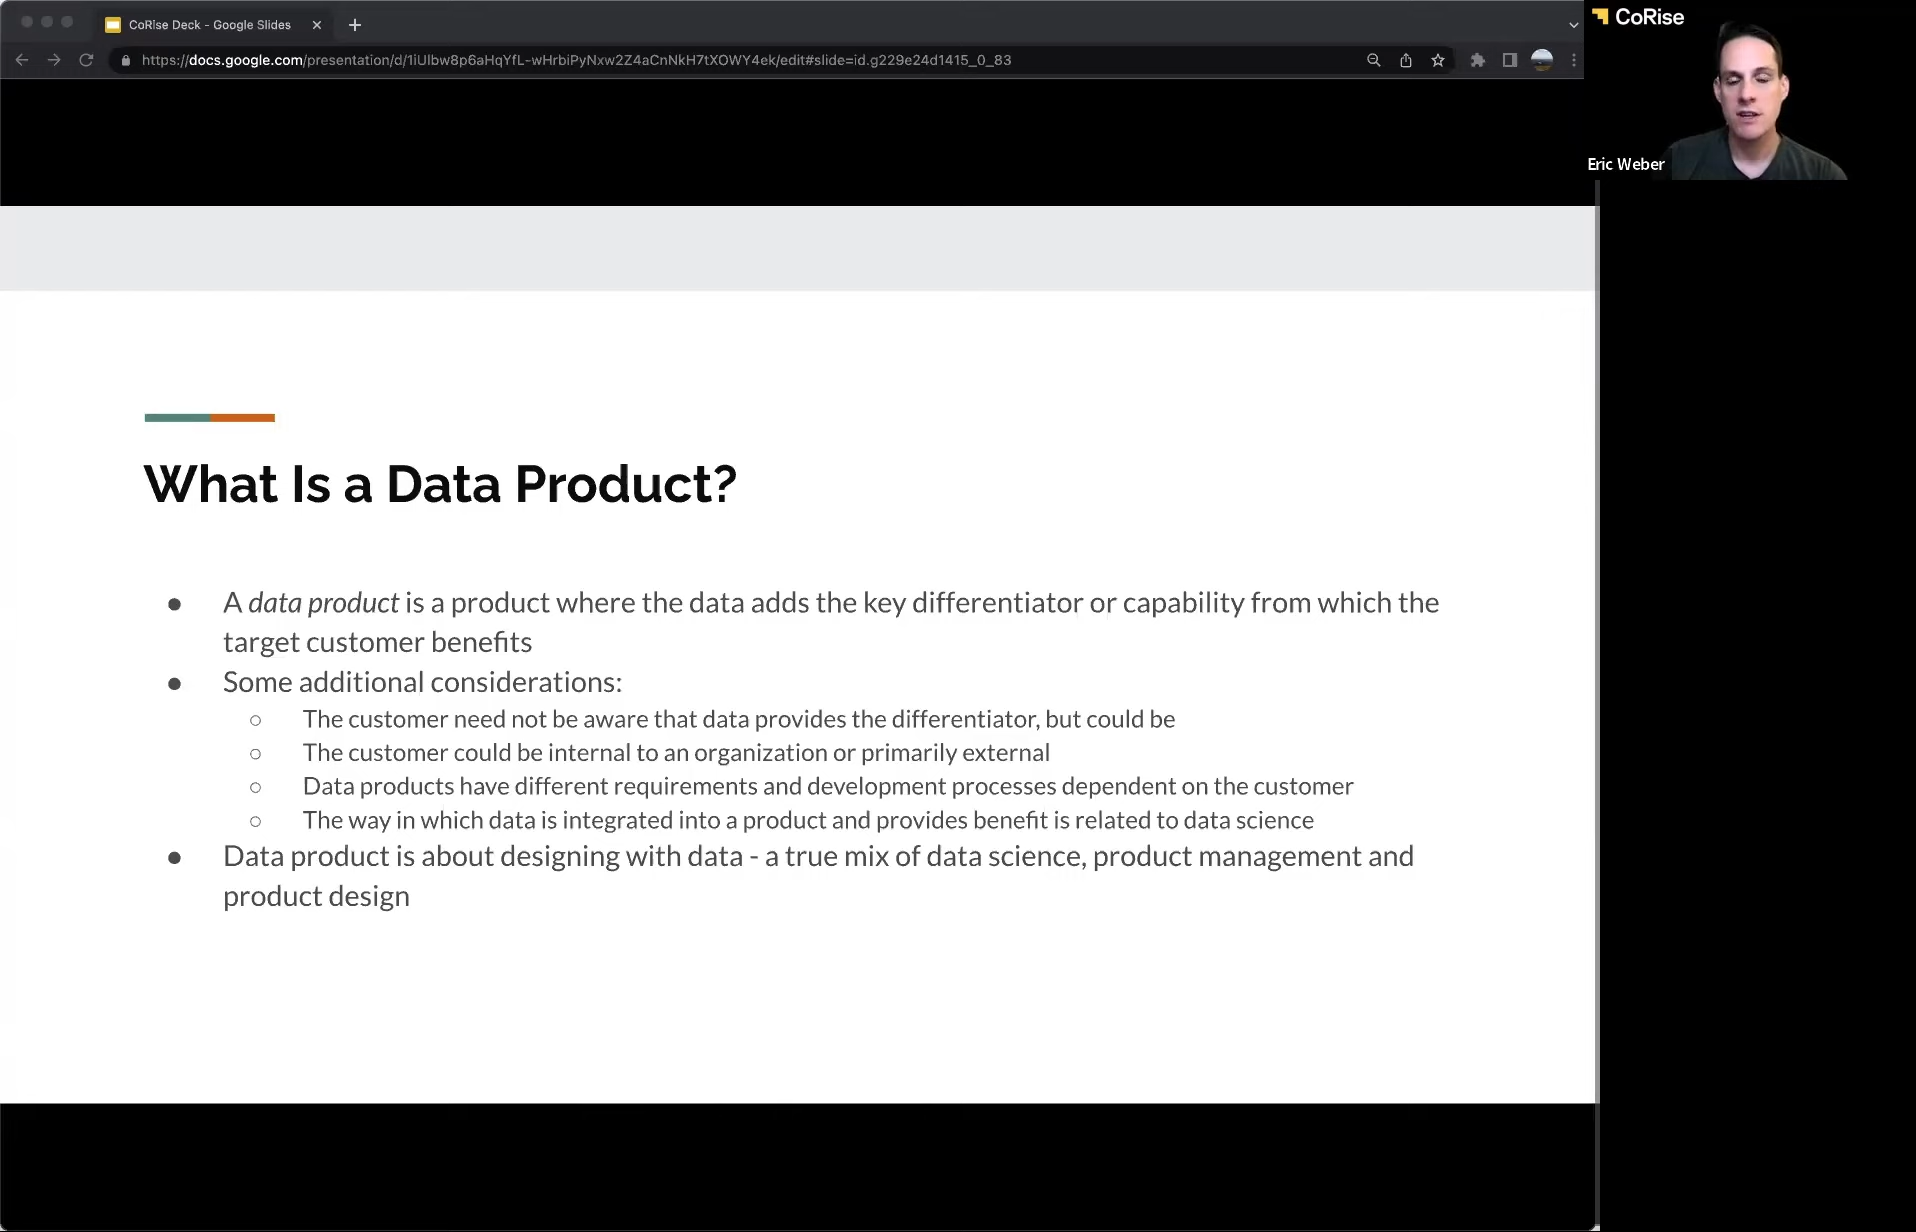 CoRise Deck - Google Slides
https://docs.google.com/presentation/d/1iUlbw8p6aHqYfL-wHrbiPyNxw2Z4aCnNkH7tXOWY4ek/edit#slide=id.g229e24d1415_0_83
CoRise
Eric Weber
What Is a Data Product?
● A data product is a product where the data adds the key differentiator or capability from which the
target customer benefits
● Some additional considerations:
○ The customer need not be aware that data provides the differentiator, but could be
○ The customer could be internal to an organization or primarily external
○ Data products have different requirements and development processes dependent on the customer
○ The way in which data is integrated into a product and provides benefit is related to data science
● Data product is about designing with data - a true mix of data science, product management and
product design